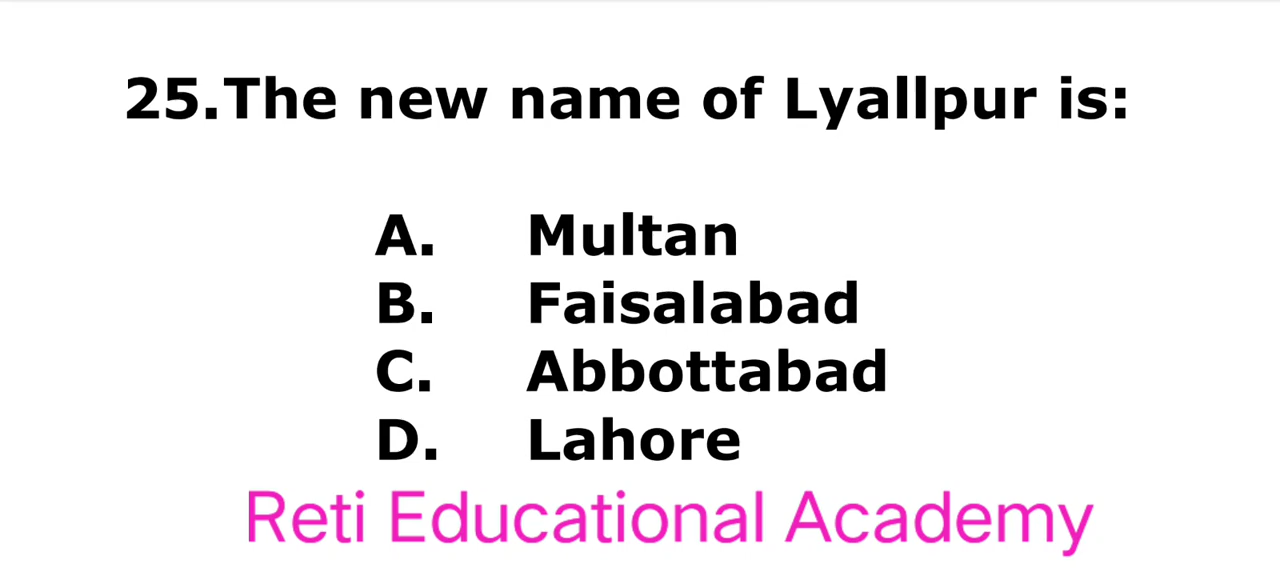 25.The new name of Lyallpur is:
A. Multan
B. Faisalabad
C. Abbottabad
D. Lahore
Reti Educational Academy